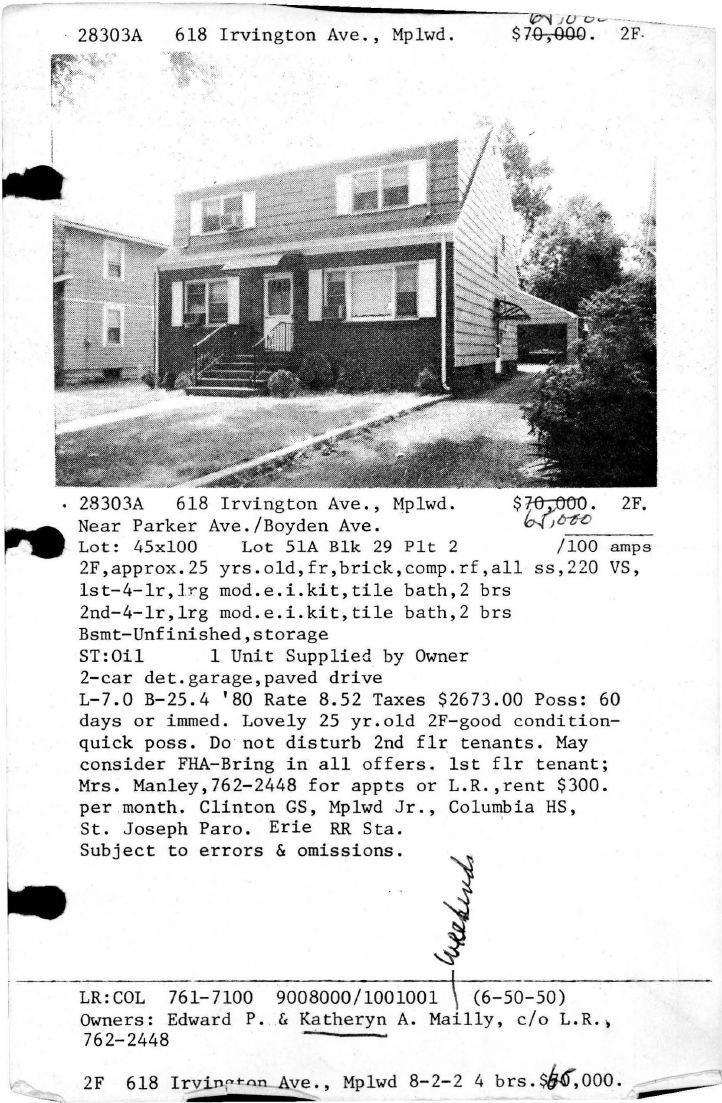 65,000
28303A 618 Irvington Ave., Mplwd. $70,000. 2F.
28303A 618 Irvington Ave., Mplwd. $70,000. 2F.
65,000
Near Parker Ave./Boyden Ave.
Lot: 45x100 Lot 51A Blk 29 Plt 2 /100 amps
2F,approx.25 yrs.old,fr,brick,comp.rf,all ss,220 VS,
1st-4-lr,lrg mod.e.i.kit,tile bath,2 brs
2nd-4-lr,lrg mod.e.i.kit,tile bath,2 brs
Bsmt-Unfinished,storage
ST:Oil 1 Unit Supplied by Owner
2-car det.garage,paved drive
L-7.0 B-25.4 '80 Rate 8.52 Taxes $2673.00 Poss: 60
days or immed. Lovely 25 yr.old 2F-good condition-
quick poss. Do not disturb 2nd flr tenants. May
consider FHA-Bring in all offers. 1st flr tenant;
Mrs. Manley,762-2448 for appts or L.R.,rent $300.
per month. Clinton GS, Mplwd Jr., Columbia HS,
St. Joseph Paro. Erie RR Sta.
Subject to errors & omissions.
weekends
LR:COL 761-7100 9008000/1001001 (6-50-50)
Owners: Edward P. & Katheryn A. Mailly, c/o L.R.,
762-2448
2F 618 Irvington Ave., Mplwd 8-2-2 4 brs.$65,000.